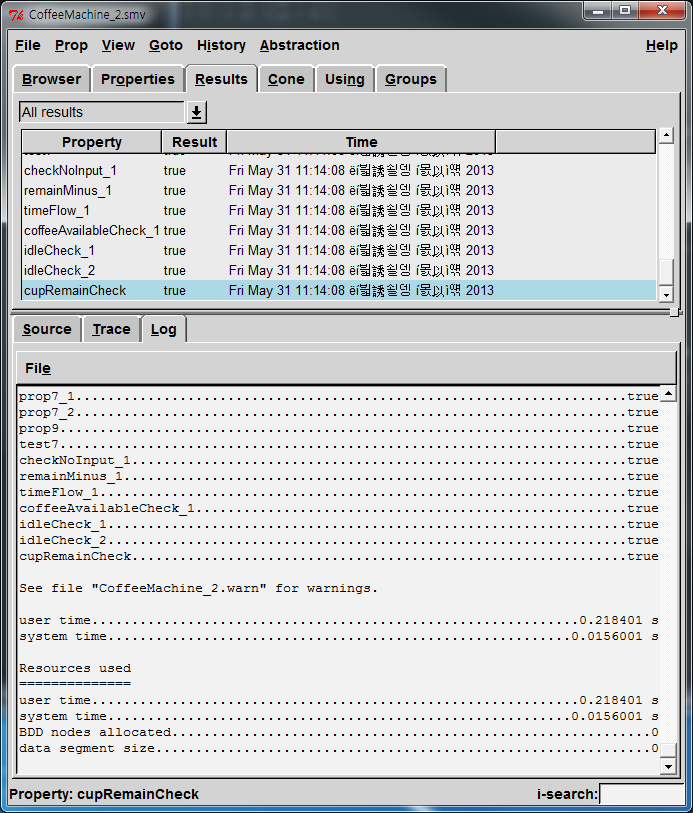 CoffeeMachine_2.smv
File Prop View Goto History Abstraction Help
Browser Properties Results Cone Using Groups
All results
Property Result Time
checkNoInput_1 true Fri May 31 11:14:08 2013
remainMinus_1 true Fri May 31 11:14:08 2013
timeFlow_1 true Fri May 31 11:14:08 2013
coffeeAvailableCheck_1 true Fri May 31 11:14:08 2013
idleCheck_1 true Fri May 31 11:14:08 2013
idleCheck_2 true Fri May 31 11:14:08 2013
cupRemainCheck true Fri May 31 11:14:08 2013
Source Trace Log
File
prop7_1.....................................................................true
prop7_2.....................................................................true
prop9.......................................................................true
test7.......................................................................true
checkNoInput_1..............................................................true
remainMinus_1...............................................................true
timeFlow_1..................................................................true
coffeeAvailableCheck_1......................................................true
idleCheck_1.................................................................true
idleCheck_2.................................................................true
cupRemainCheck..............................................................true
See file "CoffeeMachine_2.warn" for warnings.
user time.............................................................0.218401 s
system time..........................................................0.0156001 s
Resources used
==============
user time.............................................................0.218401 s
system time..........................................................0.0156001 s
BDD nodes allocated............................................................0
data segment size..............................................................0
Property: cupRemainCheck i-search: